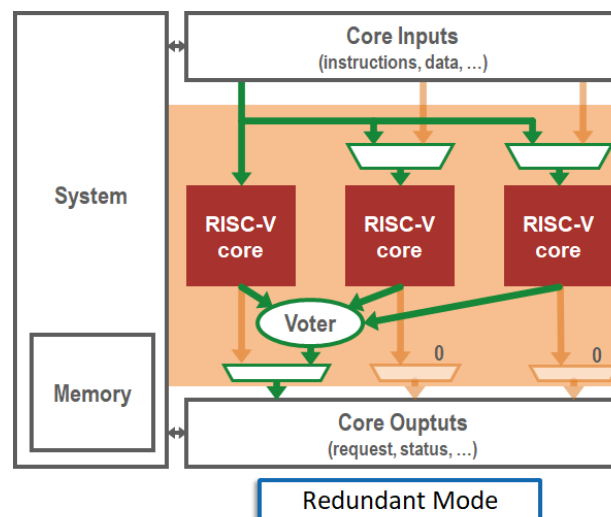 Core Inputs
(instructions, data, ...)
System
RISC-V
core
RISC-V
core
RISC-V
core
Voter
0
0
Memory
Core Ouptuts
(request, status, ...)
Redundant Mode